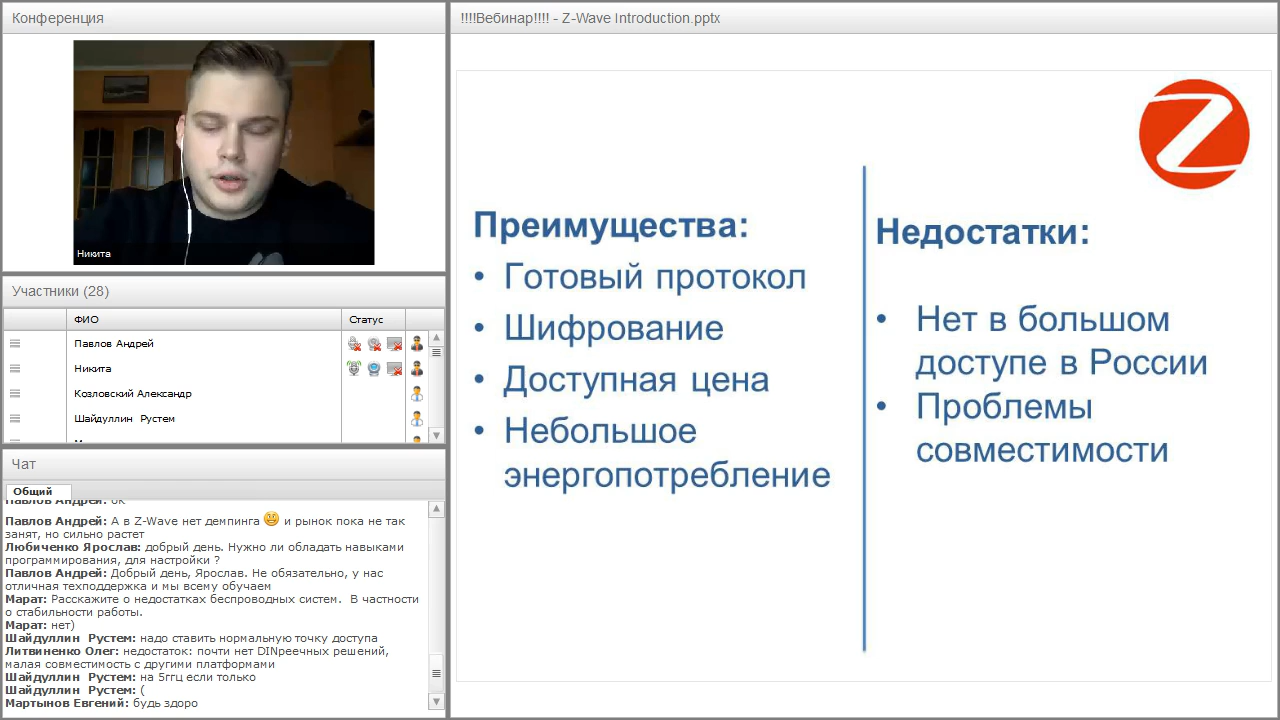 Конференция
Никита
Участники (28)
ФИО
Статус
Павлов Андрей
Никита
Козловский Александр
Шайдуллин Рустем
Чат
Общий
Павлов Андрей: ок
Павлов Андрей: А в Z-Wave нет демпинга и рынок пока не так
занят, но сильно растет
Любиченко Ярослав: добрый день. Нужно ли обладать навыками
программирования, для настройки ?
Павлов Андрей: Добрый день, Ярослав. Не обязательно, у нас
отличная техподдержка и мы всему обучаем
Марат: Расскажите о недостатках беспроводных систем. В частности
о стабильности работы.
Марат: нет)
Шайдуллин Рустем: надо ставить нормальную точку доступа
Литвиненко Олег: недостаток: почти нет DINреечных решений,
малая совместимость с другими платформами
Шайдуллин Рустем: на 5ггц если только
Шайдуллин Рустем: (
Мартынов Евгений: будь здоро
!!!!Вебинар!!!! - Z-Wave Introduction.pptx
Преимущества:
• Готовый протокол
• Шифрование
• Доступная цена
• Небольшое
энергопотребление
Недостатки:
• Нет в большом
доступе в России
• Проблемы
совместимости